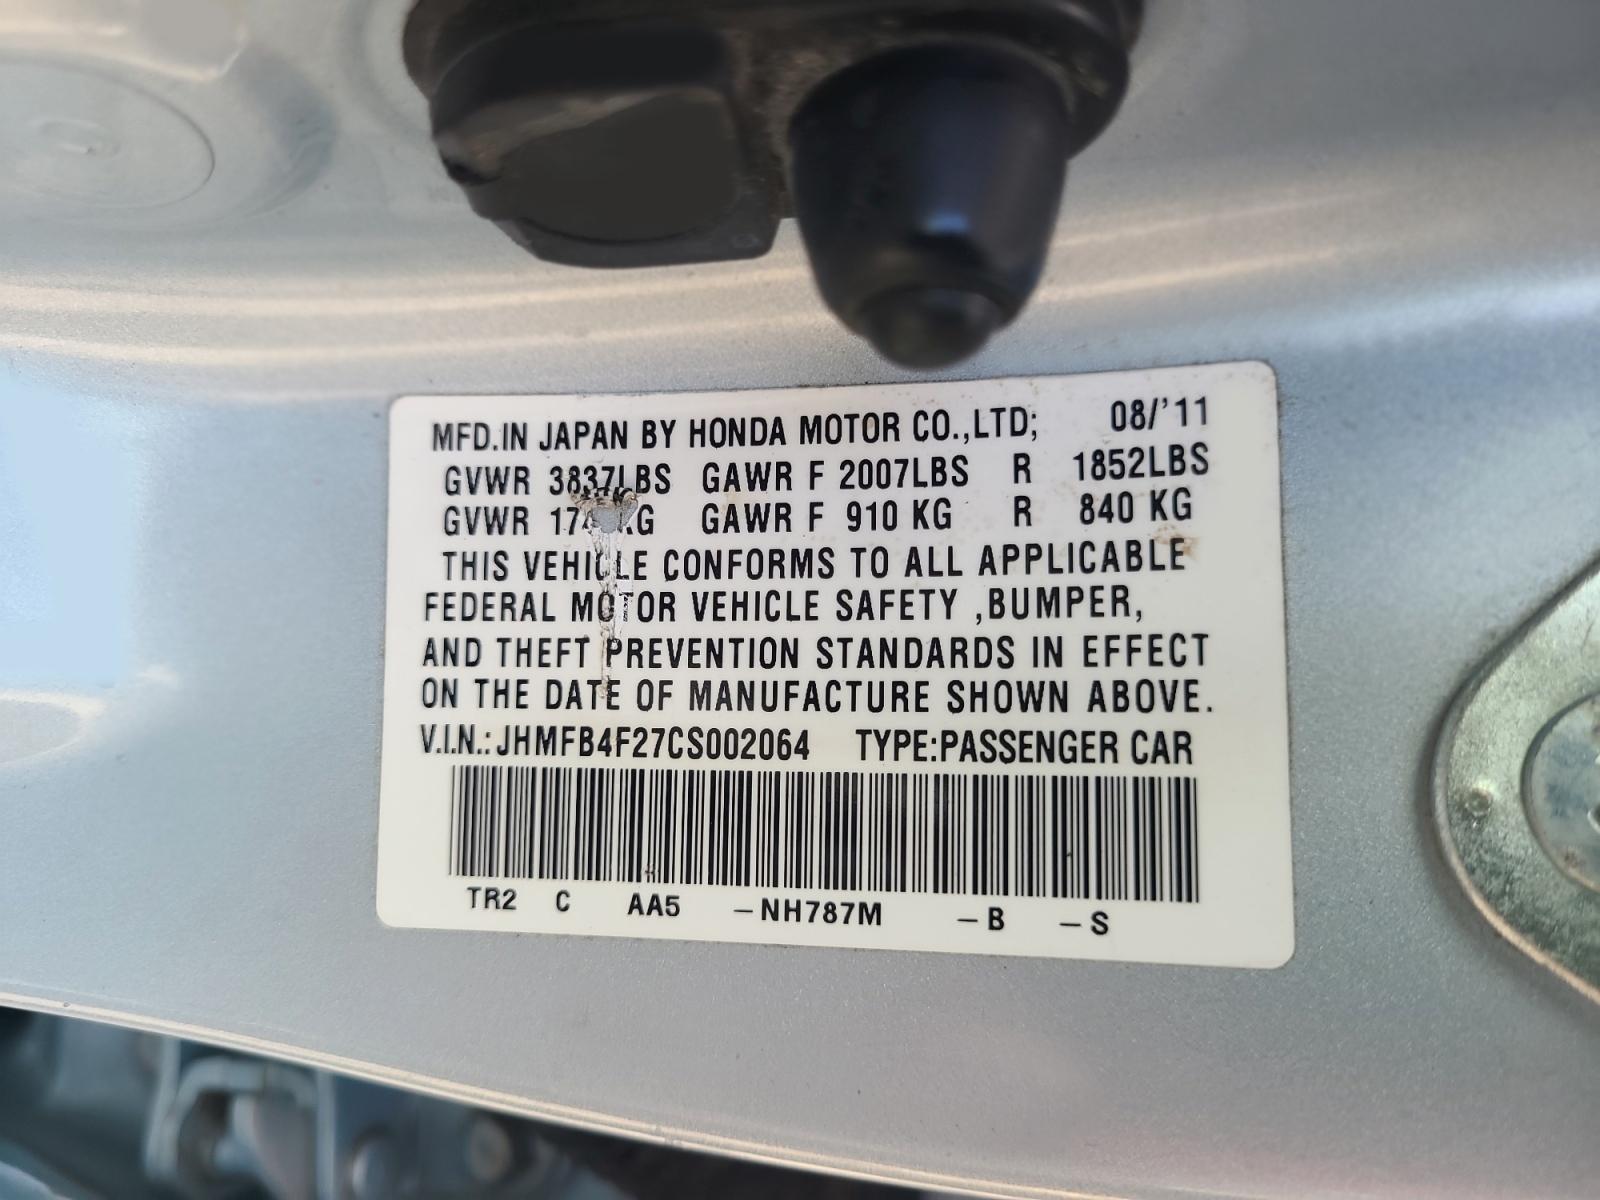 MFD.IN JAPAN BY HONDA MOTOR CO.,LTD; 08/'11
GVWR 3837LBS GAWR F 2007LBS R 1852LBS
GVWR GAWR F 910 KG R 840 KG
THIS VEHICLE CONFORMS TO ALL APPLICABLE
FEDERAL MOTOR VEHICLE SAFETY ,BUMPER,
AND THEFT PREVENTION STANDARDS IN EFFECT
ON THE DATE OF MANUFACTURE SHOWN ABOVE.
V.I.N.: JHMFB4F27CS002064 TYPE:PASSENGER CAR
TR2 C AA5 -NH787M -B -S